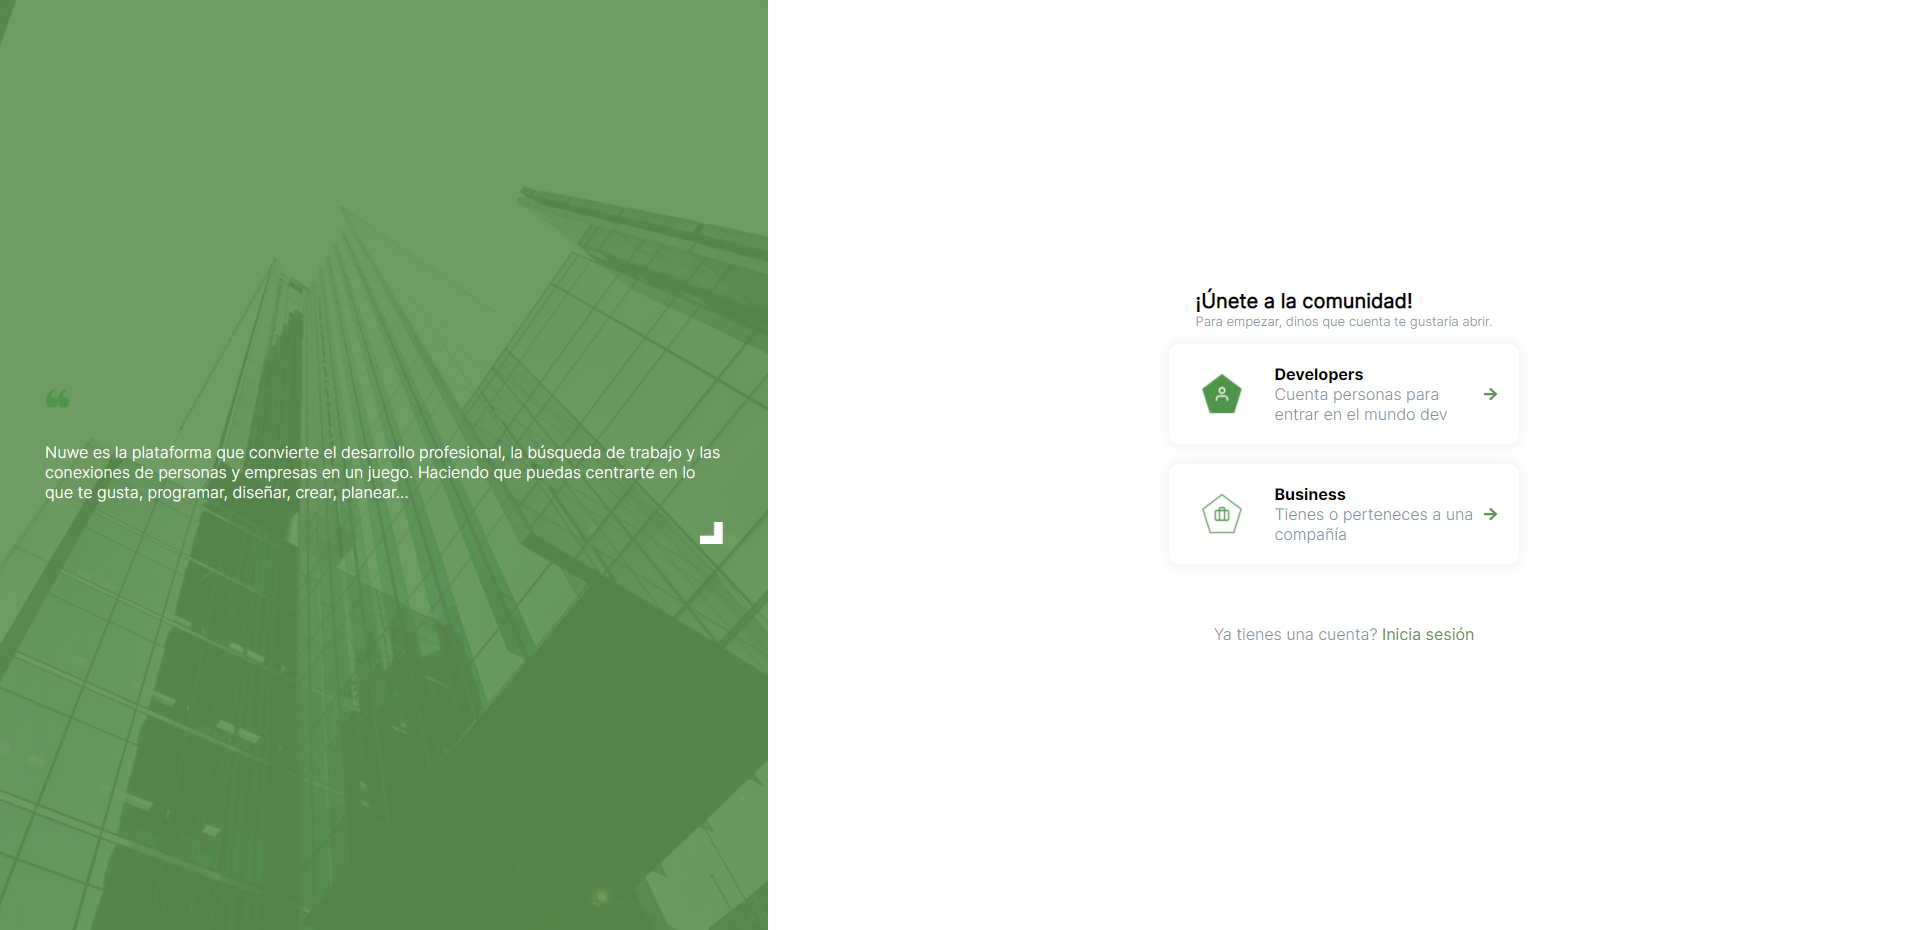 Nuwe es la plataforma que convierte el desarrollo profesional, la búsqueda de trabajo y las
conexiones de personas y empresas en un juego. Haciendo que puedas centrarte en lo
que te gusta, programar, diseñar, crear, planear...
¡Únete a la comunidad!
Para empezar, dinos que cuenta te gustaría abrir.
Developers
Cuenta personas para
entrar en el mundo dev
Business
Tienes o perteneces a una
compañía
Ya tienes una cuenta? Inicia sesión